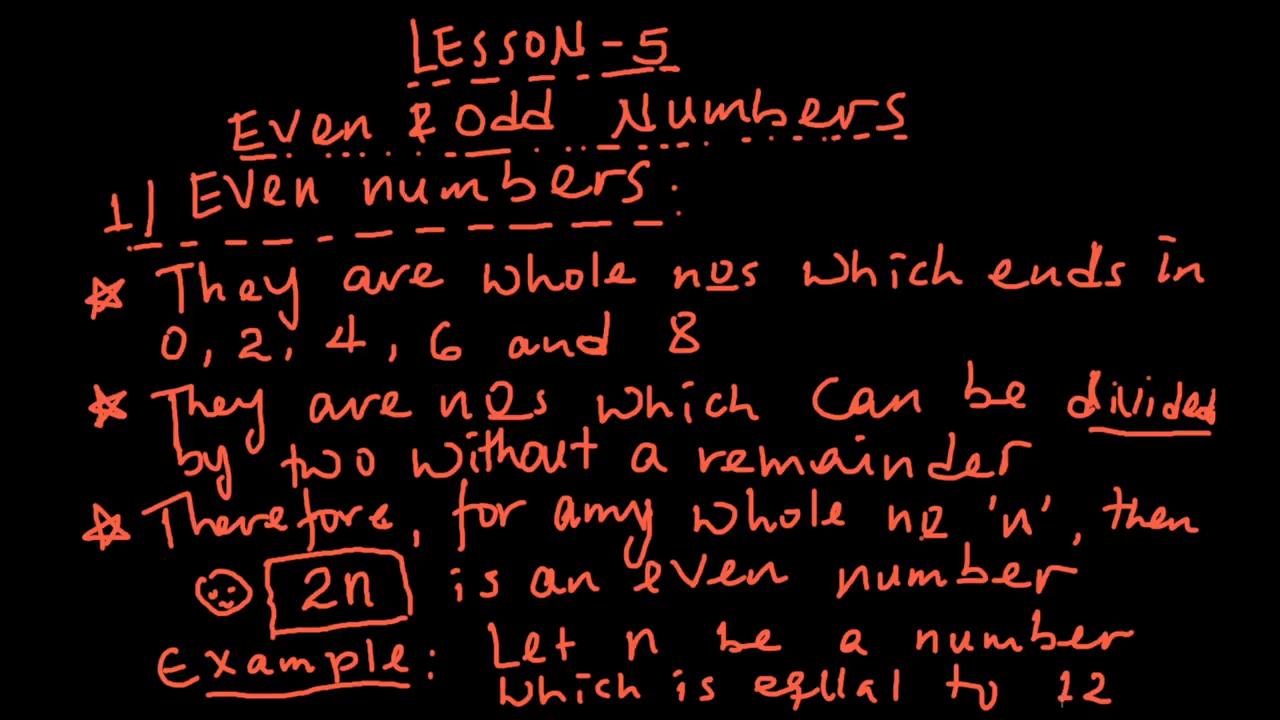 LESSON-5
Even & Odd Numbers
1) Even numbers:
They are whole nos which ends in
0, 2, 4, 6 and 8
They are nos which can be divided
by two without a remainder
Therefore, for any whole no 'n', then
2n is an even number
Example: Let n be a number
which is equal to 12